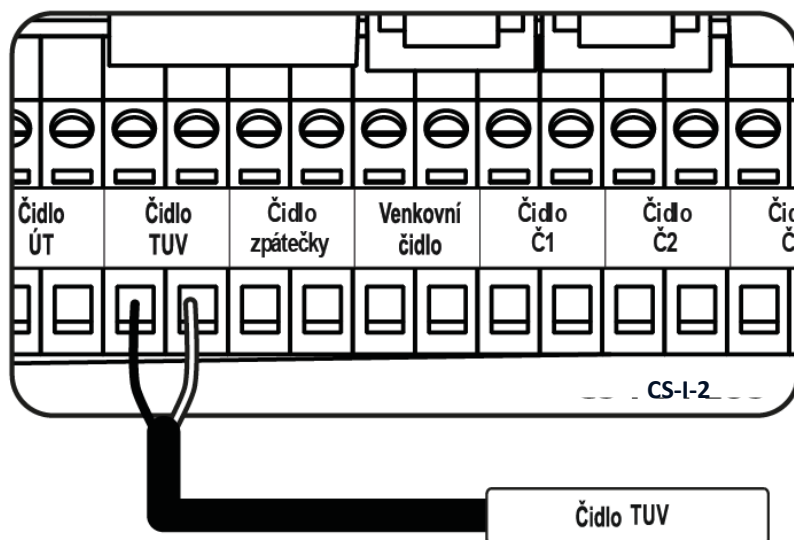 Čidlo
ÚT
Čidlo
TUV
Čidlo
zpátečky
Venkovní
čidlo
Čidlo
Č1
Čidlo
Č2
CS-I-2
Čidlo TUV